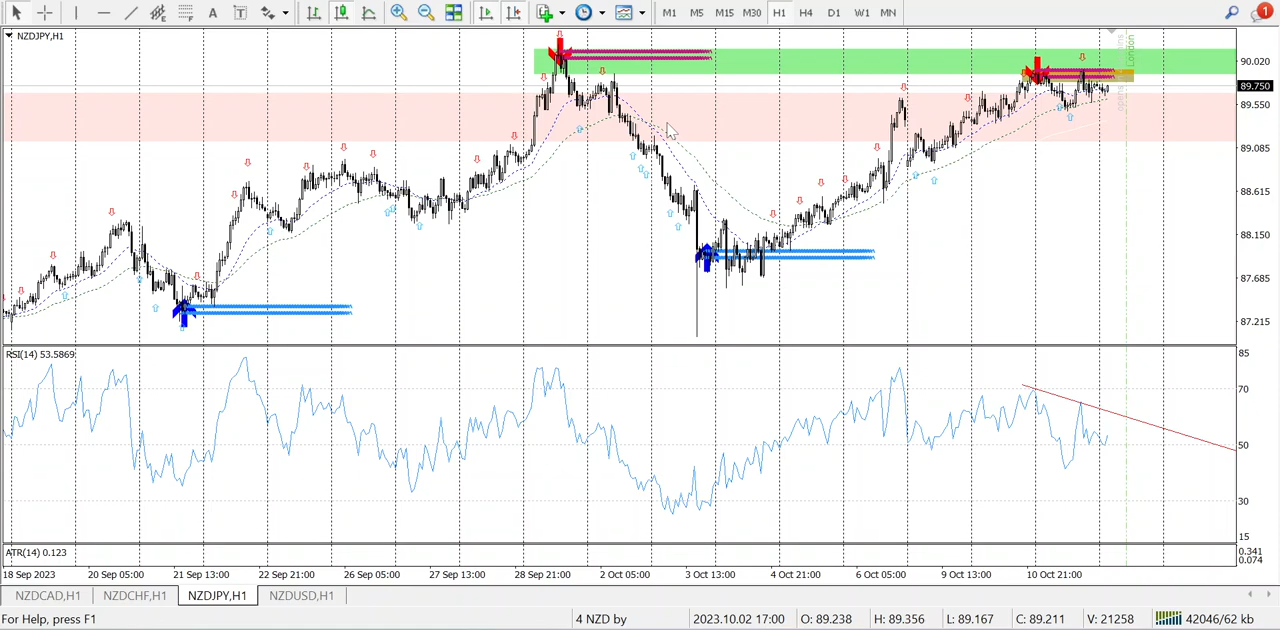 A T
M1 M5 M15 M30 H1 H4 D1 W1 MN 1
NZDJPY,H1
London
opens
90.020
89.750
89.550
89.085
88.615
88.150
87.685
87.215
RSI(14) 53.5869
85
70
50
30
15
ATR(14) 0.123
0.341
0.074
18 Sep 2023 20 Sep 05:00 21 Sep 13:00 22 Sep 21:00 26 Sep 05:00 27 Sep 13:00 28 Sep 21:00 2 Oct 05:00 3 Oct 13:00 4 Oct 21:00 6 Oct 05:00 9 Oct 13:00 10 Oct 21:00
NZDCAD,H1 NZDCHF,H1 NZDJPY,H1 NZDUSD,H1
For Help, press F1 4 NZD by 2023.10.02 17:00 O: 89.238 H: 89.356 L: 89.167 C: 89.211 V: 21258 42046/62 kb